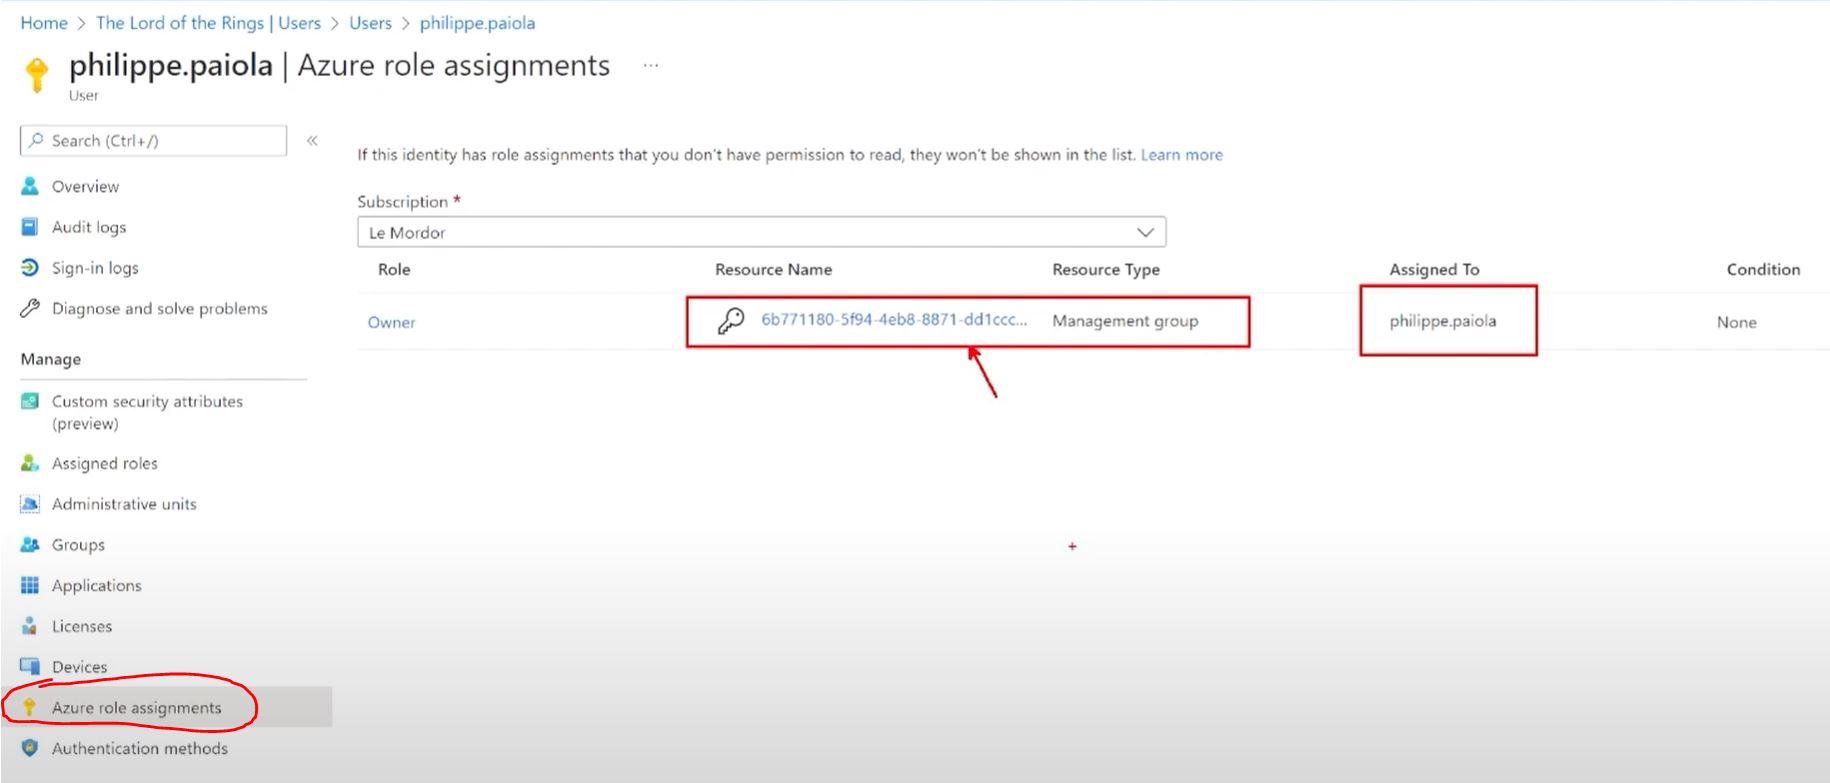 Home > The Lord of the Rings | Users > Users > philippe.paiola
philippe.paiola | Azure role assignments ...
User
Search (Ctrl+/)
«
Overview
Audit logs
Sign-in logs
Diagnose and solve problems
Manage
Custom security attributes
(preview)
Assigned roles
Administrative units
Groups
Applications
Licenses
Devices
Azure role assignments
Authentication methods
If this identity has role assignments that you don't have permission to read, they won't be shown in the list. Learn more
Subscription *
Le Mordor
Role Resource Name Resource Type Assigned To Condition
Owner 6b771180-5f94-4eb8-8871-dd1ccc... Management group philippe.paiola None